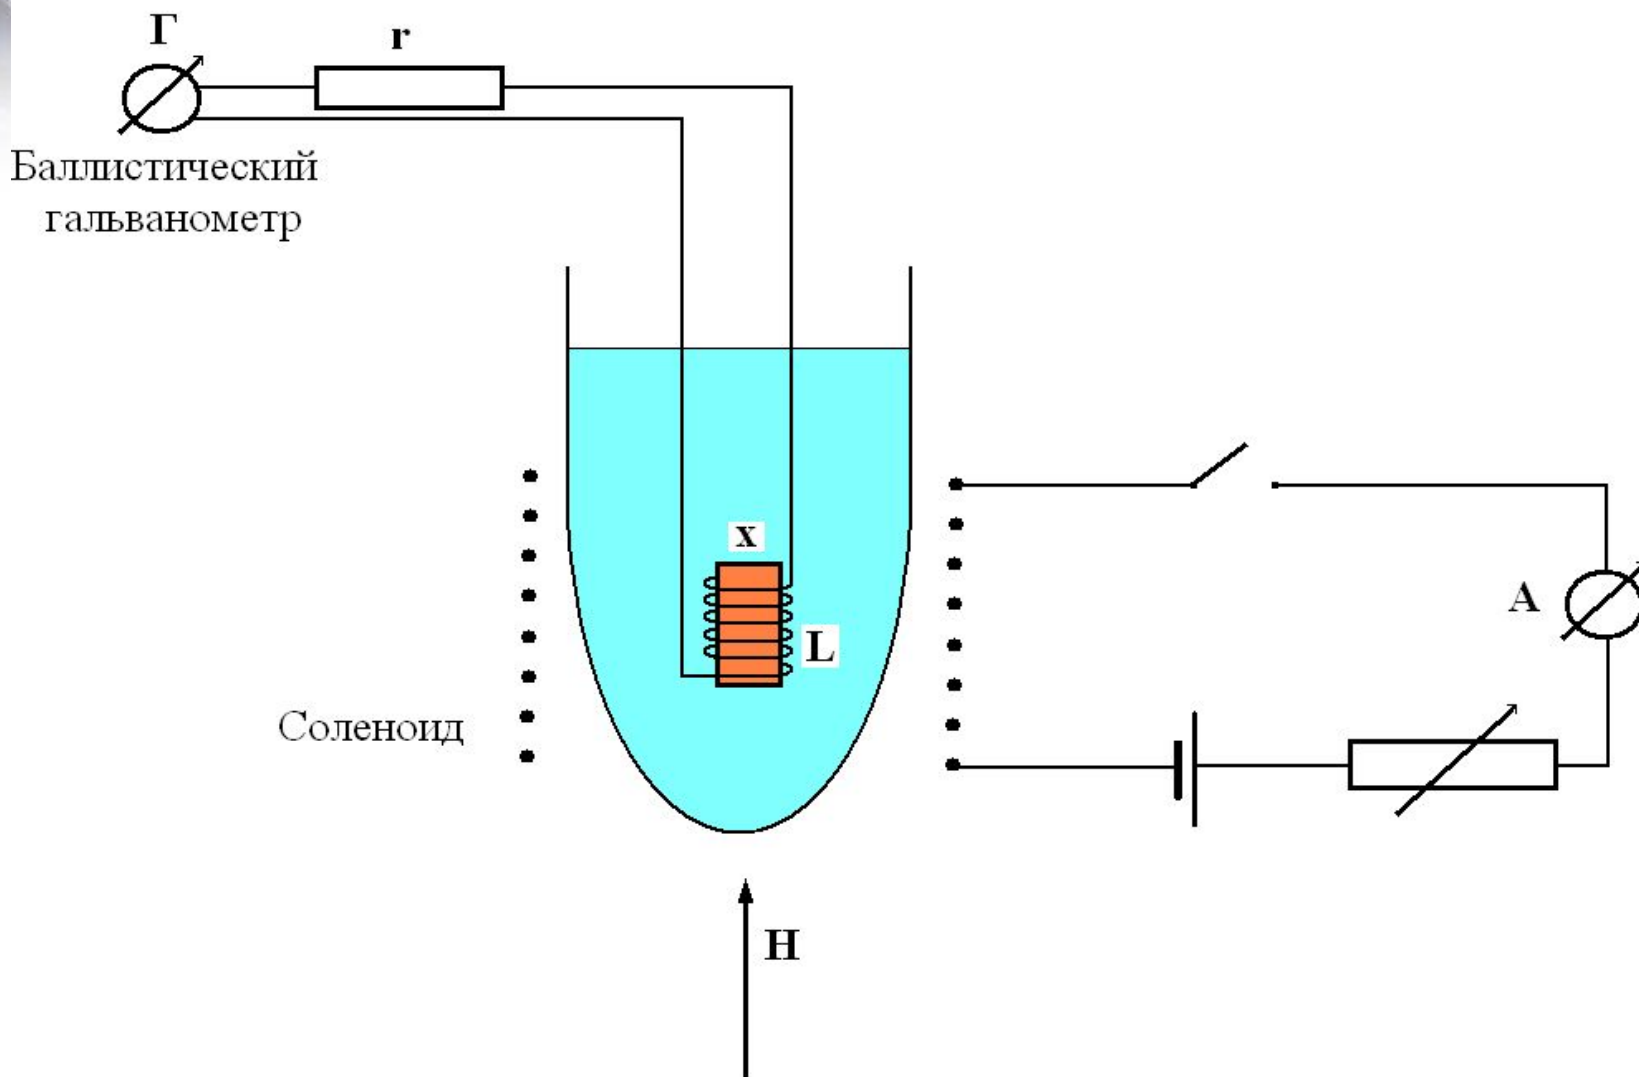 Г
r
Баллистический
гальванометр
x
L
A
Соленоид
H